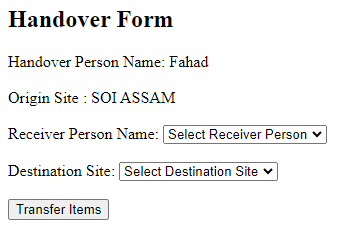 Handover Form
Handover Person Name: Fahad
Origin Site : SOI ASSAM
Receiver Person Name: Select Receiver Person
Destination Site: Select Destination Site
Transfer Items